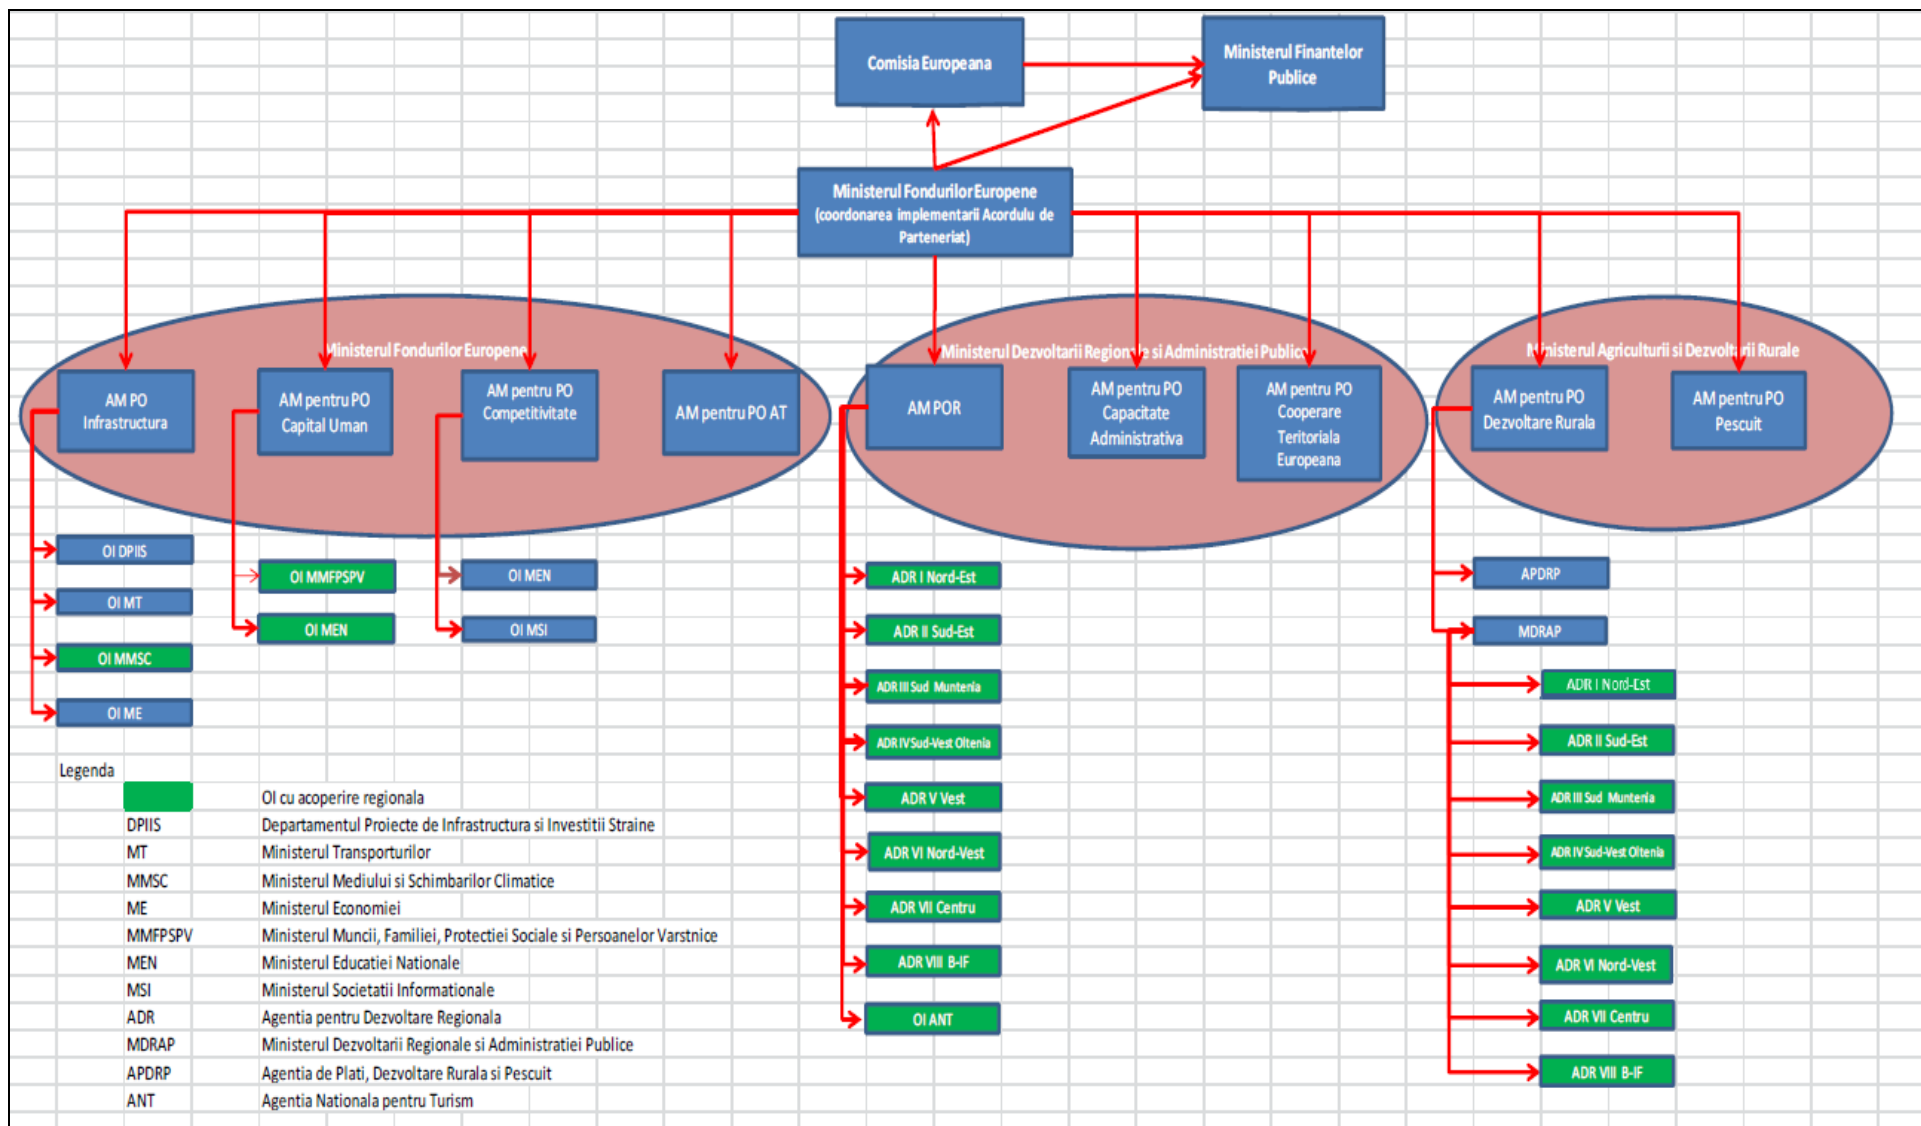 Comisia Europeana
Ministerul Finantelor
Publice
Ministerul Fondurilor Europene
(coordonarea implementarii Acordulu de
Parteneriat)
Ministerul Fondurilor Europene
AM PO
Infrastructura
AM pentru PO
Capital Uman
AM pentru PO
Competitivitate
AM pentru PO AT
Ministerul Dezvoltarii Regionale si Administratiei Publice
AM POR
AM pentru PO
Capacitate
Administrativa
AM pentru PO
Cooperare
Teritoriala
Europeana
Ministerul Agriculturii si Dezvoltarii Rurale
AM pentru PO
Dezvoltare Rurala
AM pentru PO
Pescuit
OI DPIIS
OI MT
OI MMSC
OI ME
OI MMFPSPV
OI MEN
OI MEN
OI MSI
ADR I Nord-Est
ADR II Sud-Est
ADR III Sud Muntenia
ADR IV Sud-Vest Oltenia
ADR V Vest
ADR VI Nord-Vest
ADR VII Centru
ADR VIII B-IF
OI ANT
APDRP
MDRAP
ADR I Nord-Est
ADR II Sud-Est
ADR III Sud Muntenia
ADR IV Sud-Vest Oltenia
ADR V Vest
ADR VI Nord-Vest
ADR VII Centru
ADR VIII B-IF
Legenda
OI cu acoperire regionala
DPIIS Departamentul Proiecte de Infrastructura si Investitii Straine
MT Ministerul Transporturilor
MMSC Ministerul Mediului si Schimbarilor Climatice
ME Ministerul Economiei
MMFPSPV Ministerul Muncii, Familiei, Protectiei Sociale si Persoanelor Varstnice
MEN Ministerul Educatiei Nationale
MSI Ministerul Societatii Informationale
ADR Agentia pentru Dezvoltare Regionala
MDRAP Ministerul Dezvoltarii Regionale si Administratiei Publice
APDRP Agentia de Plati, Dezvoltare Rurala si Pescuit
ANT Agentia Nationala pentru Turism